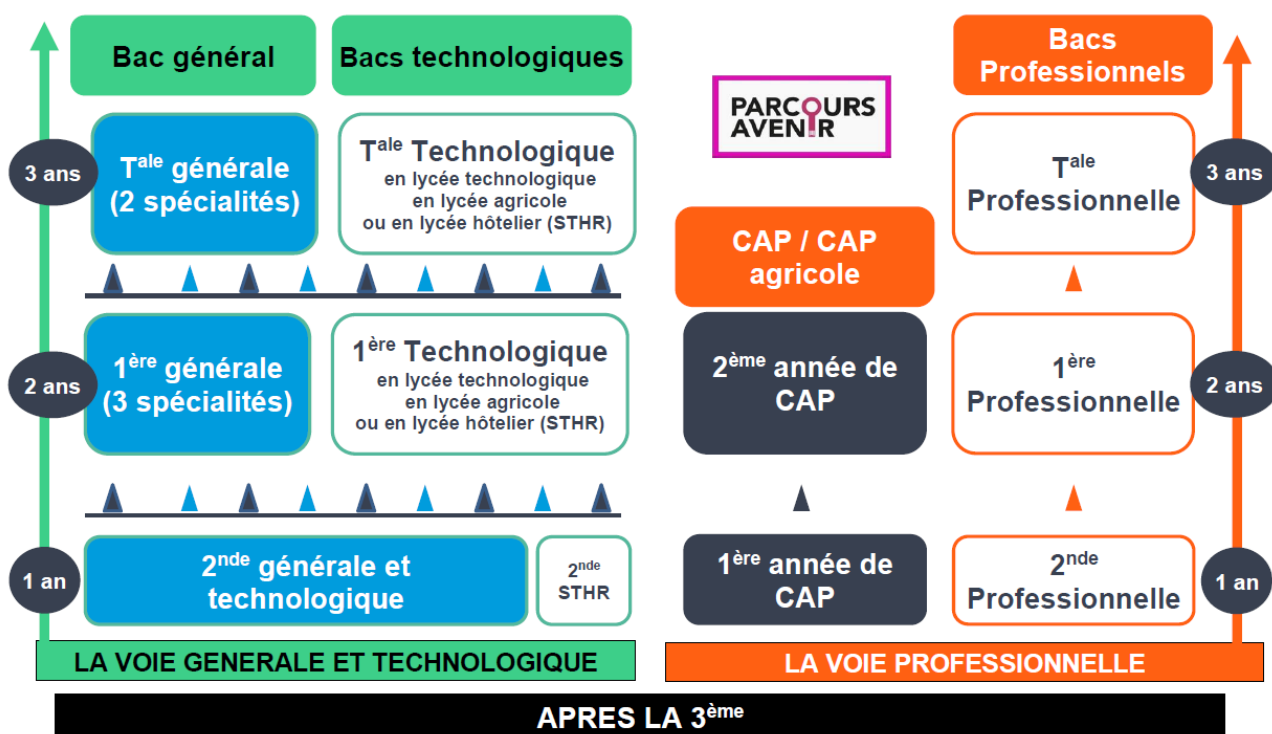 Bac général
Bacs technologiques
Bacs
Professionnels
PARCOURS
AVENIR
3 ans
Tale générale
(2 spécialités)
Tale Technologique
en lycée technologique
en lycée agricole
ou en lycée hôtelier (STHR)
Tale
Professionnelle
3 ans
CAP / CAP
agricole
2 ans
1ère générale
(3 spécialités)
1ère Technologique
en lycée technologique
en lycée agricole
ou en lycée hôtelier (STHR)
2ème année de
CAP
1ère
Professionnelle
2 ans
1 an
2nde générale et
technologique
2nde
STHR
1ère année de
CAP
2nde
Professionnelle
1 an
LA VOIE GENERALE ET TECHNOLOGIQUE
LA VOIE PROFESSIONNELLE
APRES LA 3ème